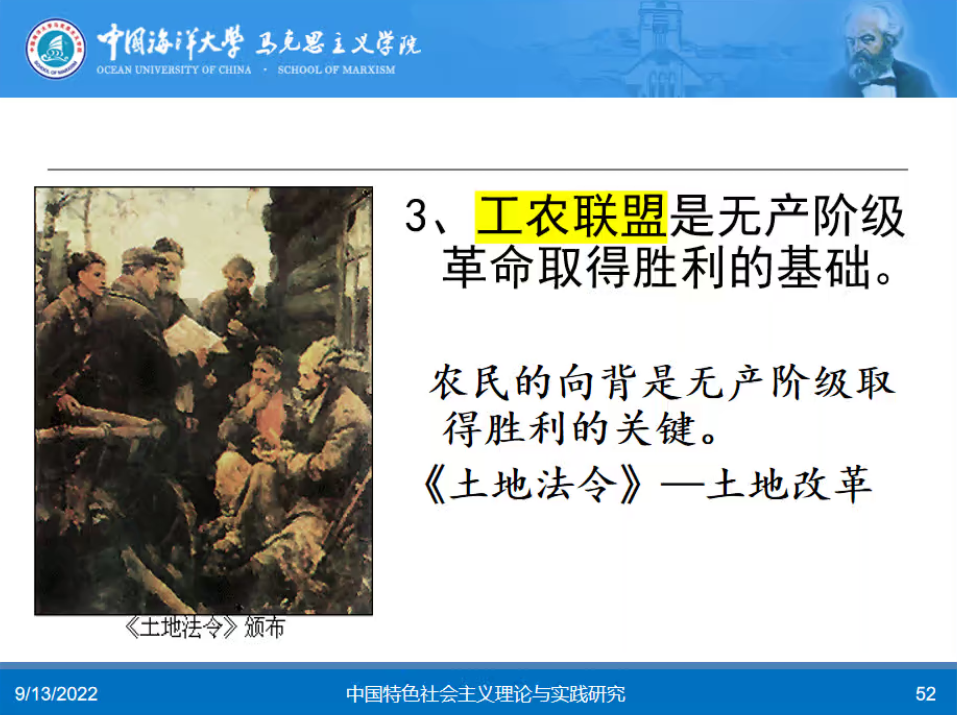 中国海洋大学 马克思主义学院
OCEAN UNIVERSITY OF CHINA · SCHOOL OF MARXISM
3、工农联盟是无产阶级
革命取得胜利的基础。
农民的向背是无产阶级取
得胜利的关键。
《土地法令》—土地改革
《土地法令》颁布
9/13/2022
中国特色社会主义理论与实践研究
52